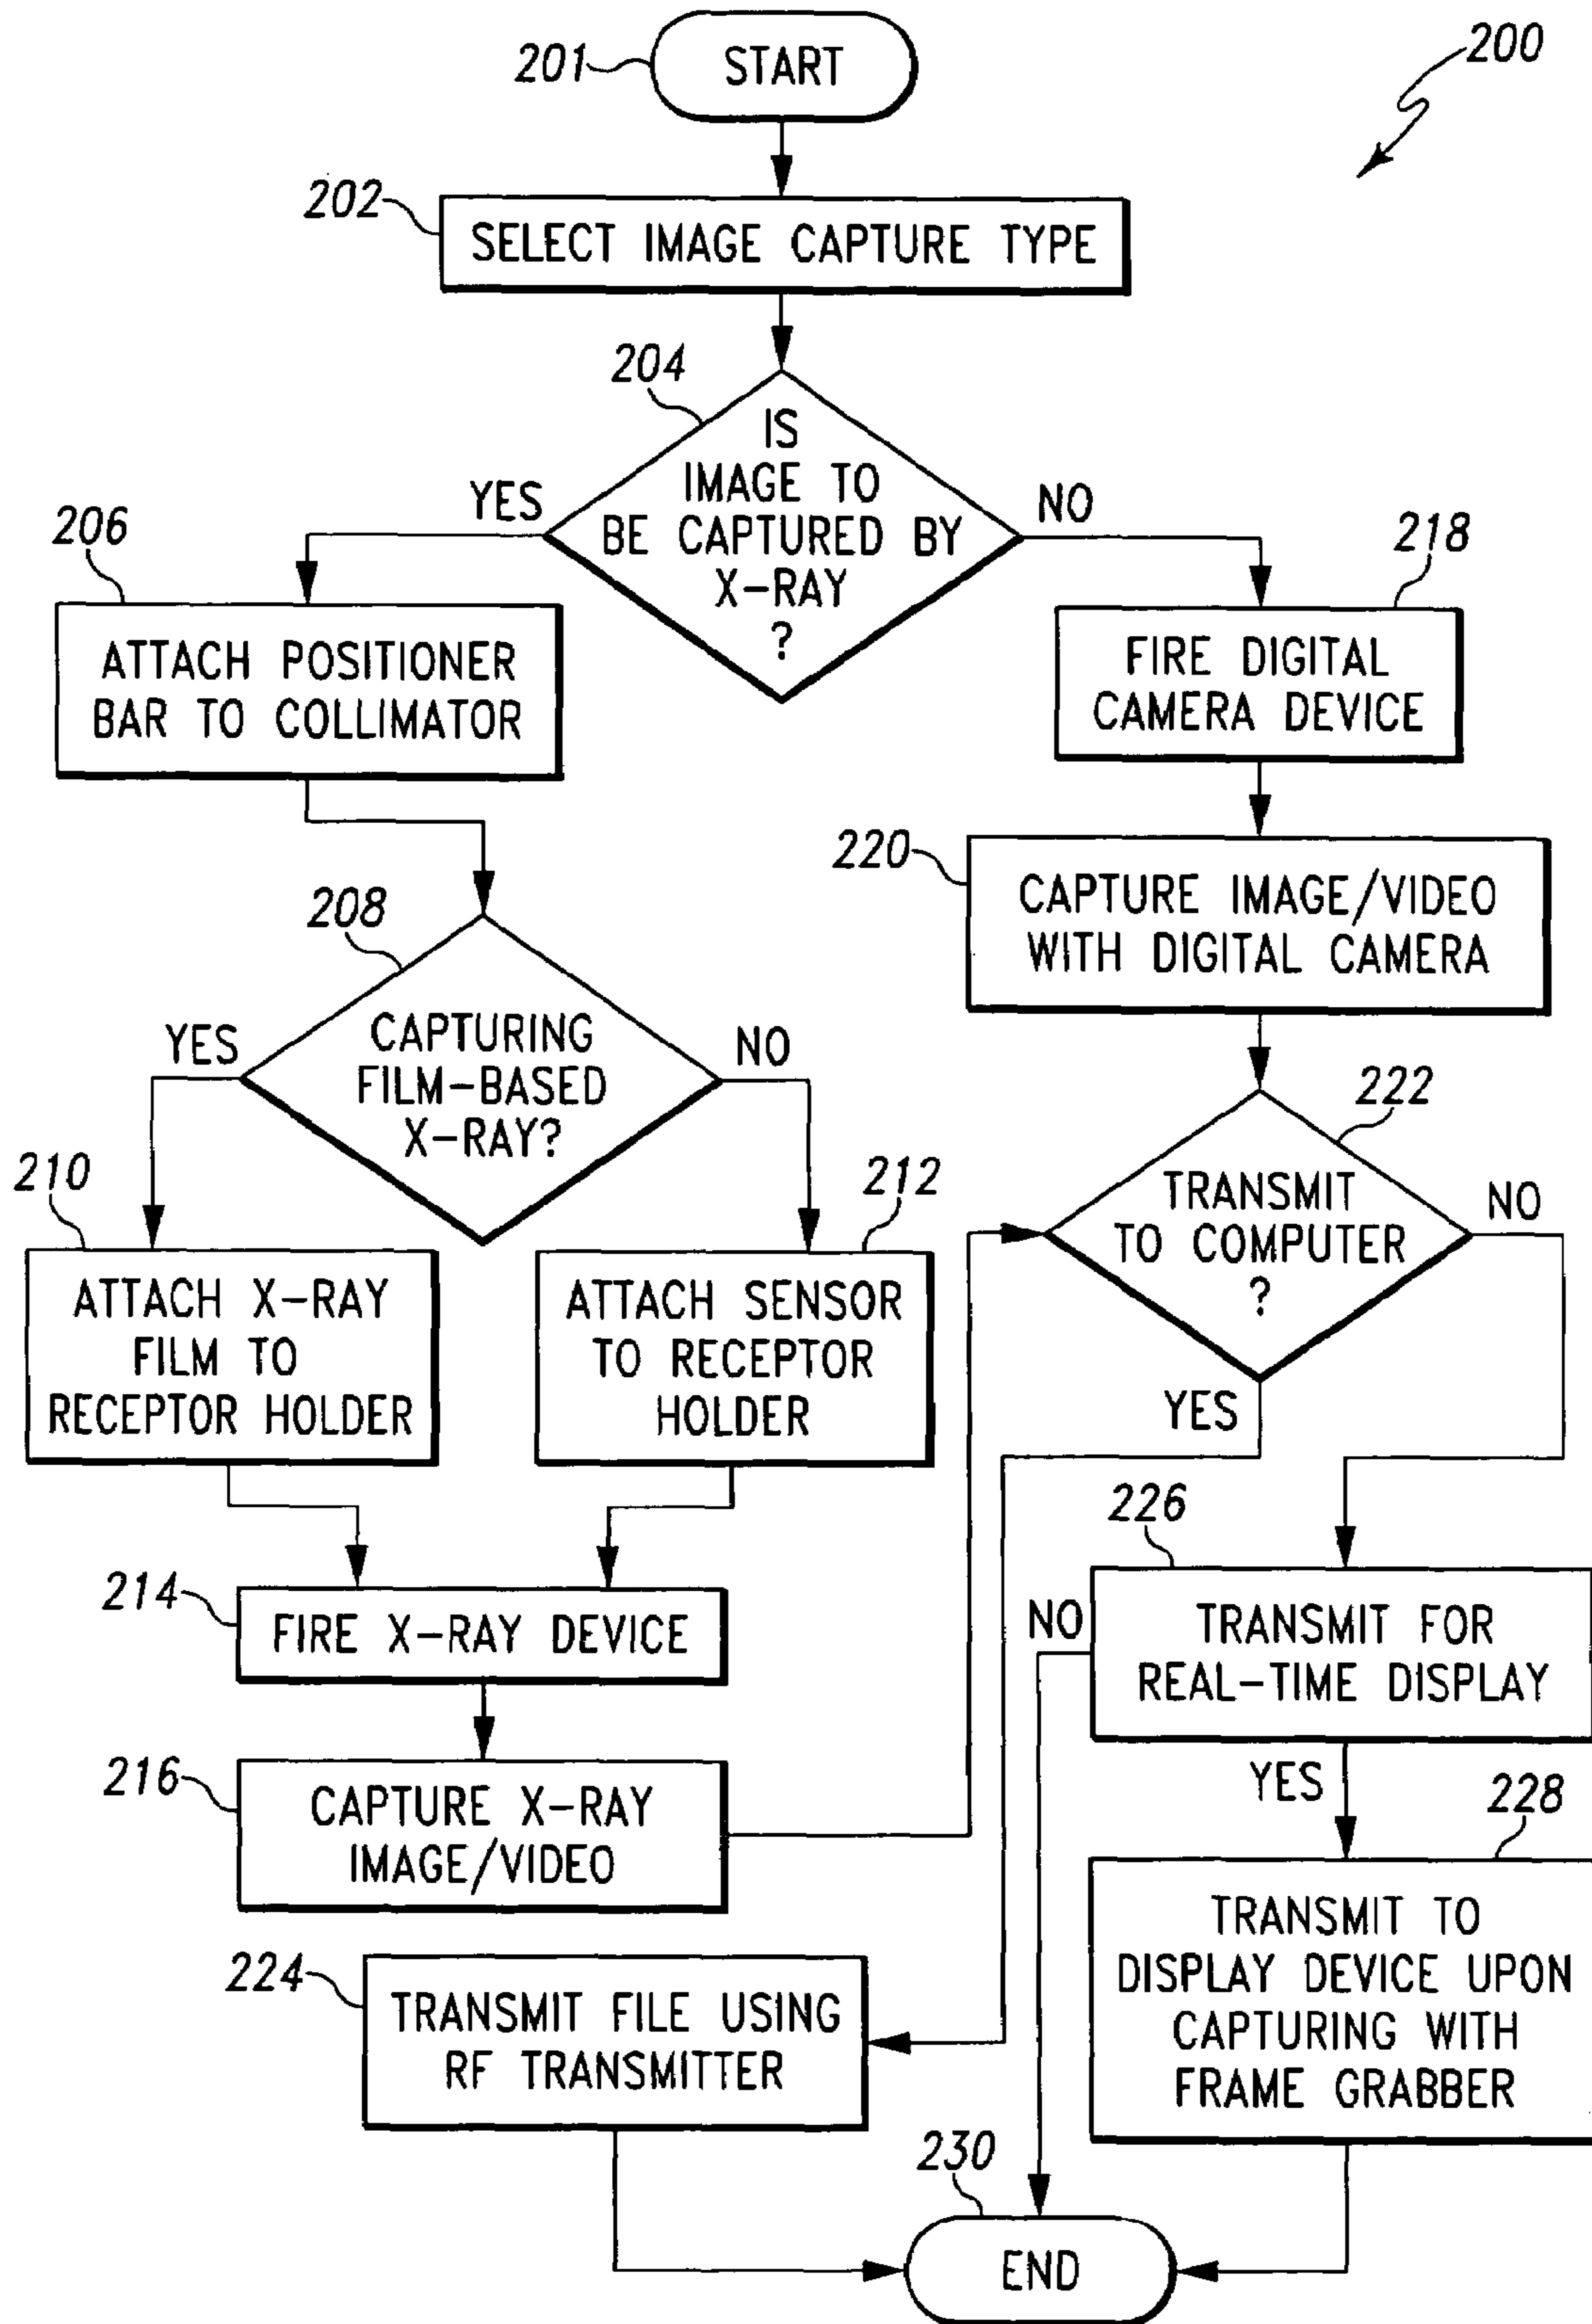 200
201
START
202
SELECT IMAGE CAPTURE TYPE
204
IS
IMAGE TO
BE CAPTURED BY
X-RAY
?
YES
NO
206
ATTACH POSITIONER
BAR TO COLLIMATOR
218
FIRE DIGITAL
CAMERA DEVICE
220
CAPTURE IMAGE/VIDEO
WITH DIGITAL CAMERA
208
CAPTURING
FILM-BASED
X-RAY?
YES
NO
210
ATTACH X-RAY
FILM TO
RECEPTOR HOLDER
212
ATTACH SENSOR
TO RECEPTOR
HOLDER
222
TRANSMIT
TO COMPUTER
?
NO
YES
214
FIRE X-RAY DEVICE
216
CAPTURE X-RAY
IMAGE/VIDEO
226
TRANSMIT FOR
REAL-TIME DISPLAY
NO
YES
228
TRANSMIT TO
DISPLAY DEVICE UPON
CAPTURING WITH
FRAME GRABBER
224
TRANSMIT FILE USING
RF TRANSMITTER
230
END